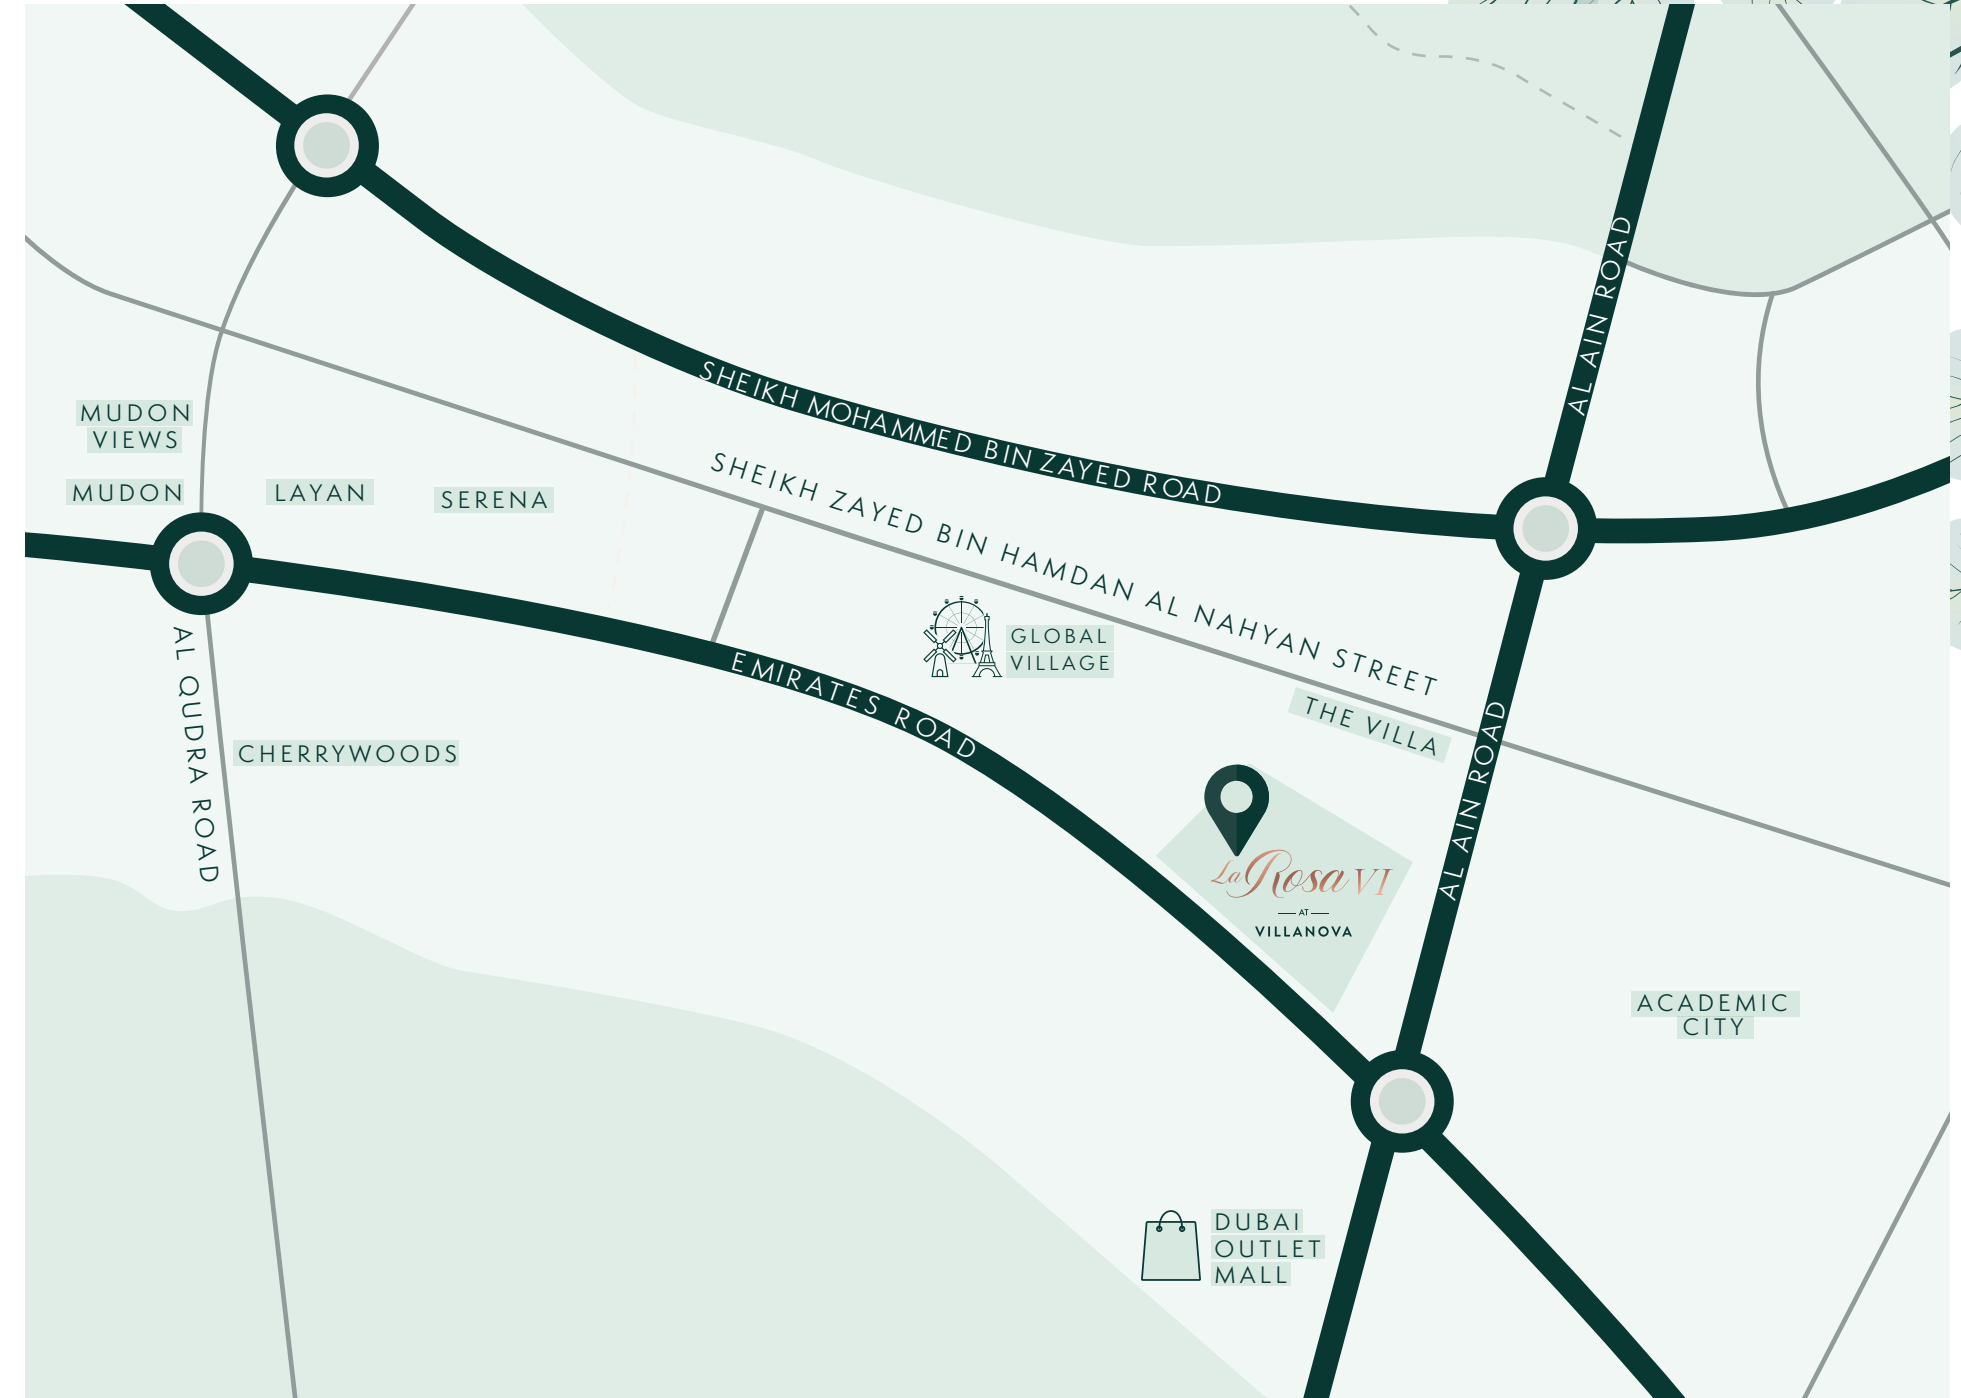 AL AIN ROAD
SHEIKH MOHAMMED BIN ZAYED ROAD
MUDON
VIEWS
MUDON
LAYAN
SERENA
SHEIKH ZAYED BIN HAMDAN AL NAHYAN STREET
GLOBAL
VILLAGE
EMIRATES ROAD
AL QUDRA ROAD
CHERRYWOODS
THE VILLA
AL AIN ROAD
La Rosa VI
AT
VILLANOVA
ACADEMIC
CITY
DUBAI
OUTLET
MALL